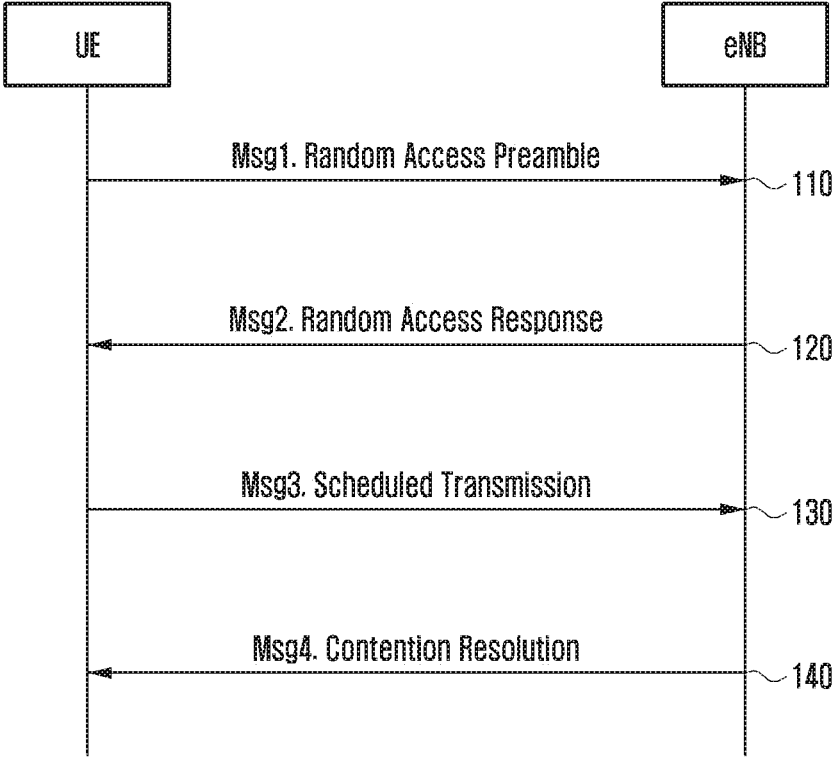 UE
eNB
Msg1. Random Access Preamble
110
Msg2. Random Access Response
120
Msg3. Scheduled Transmission
130
Msg4. Contention Resolution
140